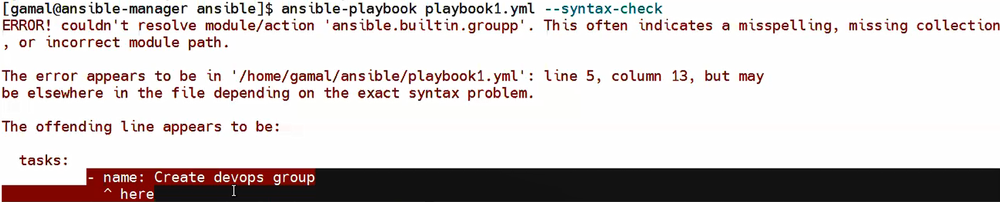 [gamal@ansible-manager ansible]$ ansible-playbook playbook1.yml --syntax-check
ERROR! couldn't resolve module/action 'ansible.builtin.groupp'. This often indicates a misspelling, missing collection
, or incorrect module path.
The error appears to be in '/home/gamal/ansible/playbook1.yml': line 5, column 13, but may
be elsewhere in the file depending on the exact syntax problem.
The offending line appears to be:
tasks:
- name: Create devops group
^ here